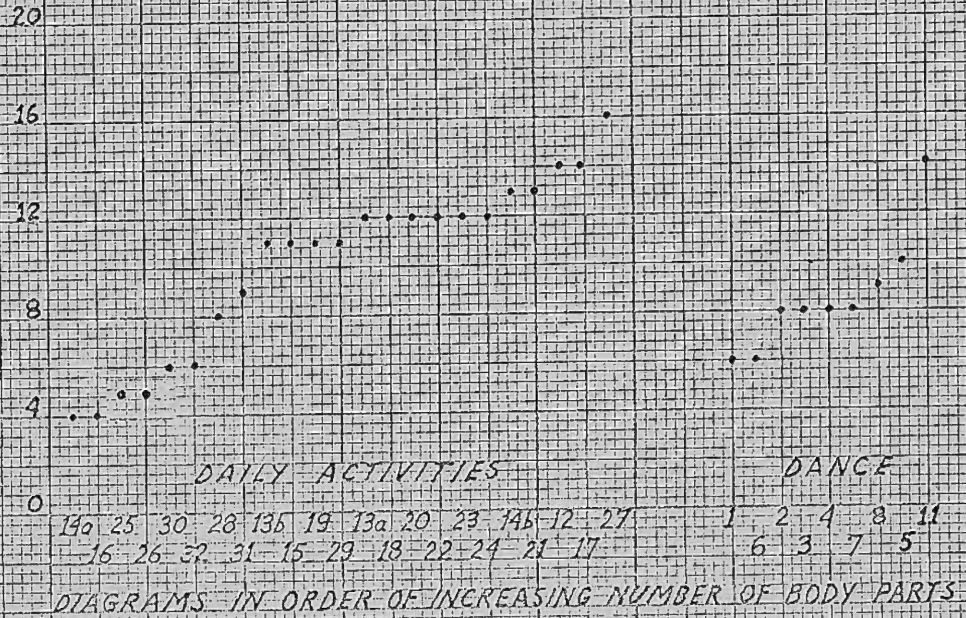 20
16
12
8
4
DAILY ACTIVITIES DANCE
0
14a 25 30 28 13b 19 13a 20 23 14b 12 27 1 2 4 8 11
16 26 32 31 15 29 18 22 24 21 17 6 3 7 5
DIAGRAMS IN ORDER OF INCREASING NUMBER OF BODY PARTS